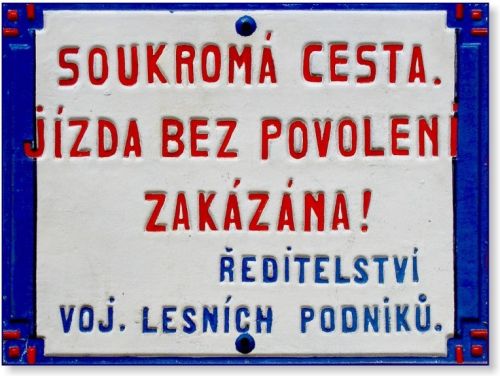 SOUKROMÁ CESTA.
JÍZDA BEZ POVOLENÍ
ZAKÁZÁNA!
ŘEDITELSTVÍ
VOJ. LESNÍCH PODNIKŮ.